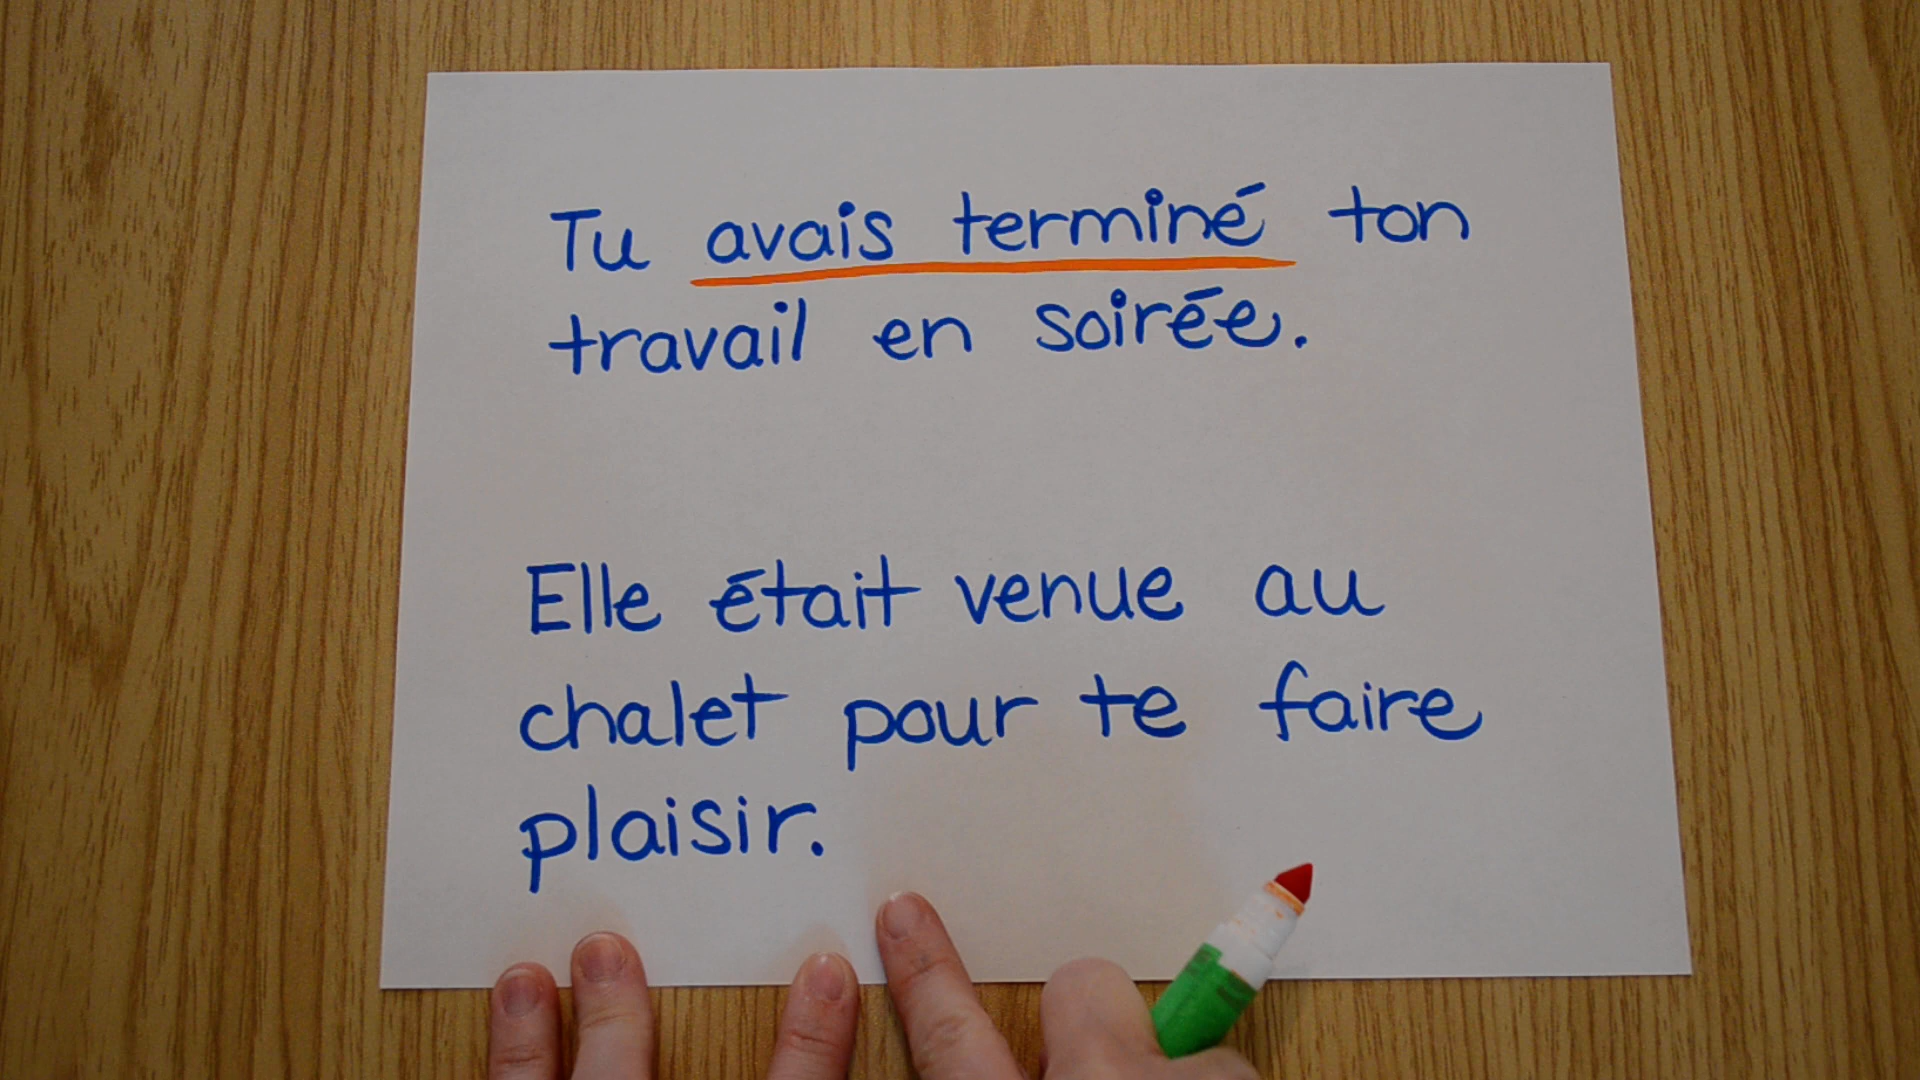 Tu avais terminé ton
travail en soirée.
Elle était venue au
chalet pour te faire
plaisir.